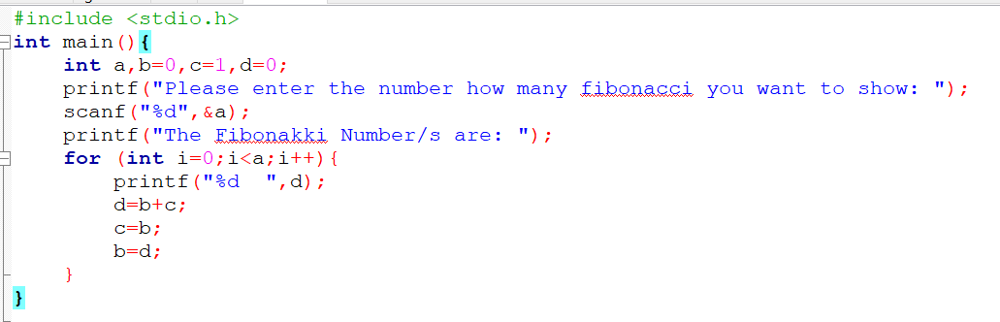 #include <stdio.h>
int main(){
    int a,b=0,c=1,d=0;
    printf("Please enter the number how many fibonacci you want to show: ");
    scanf("%d",&a);
    printf("The Fibonakki Number/s are: ");
    for (int i=0;i<a;i++){
        printf("%d  ",d);
        d=b+c;
        c=b;
        b=d;
    }
}